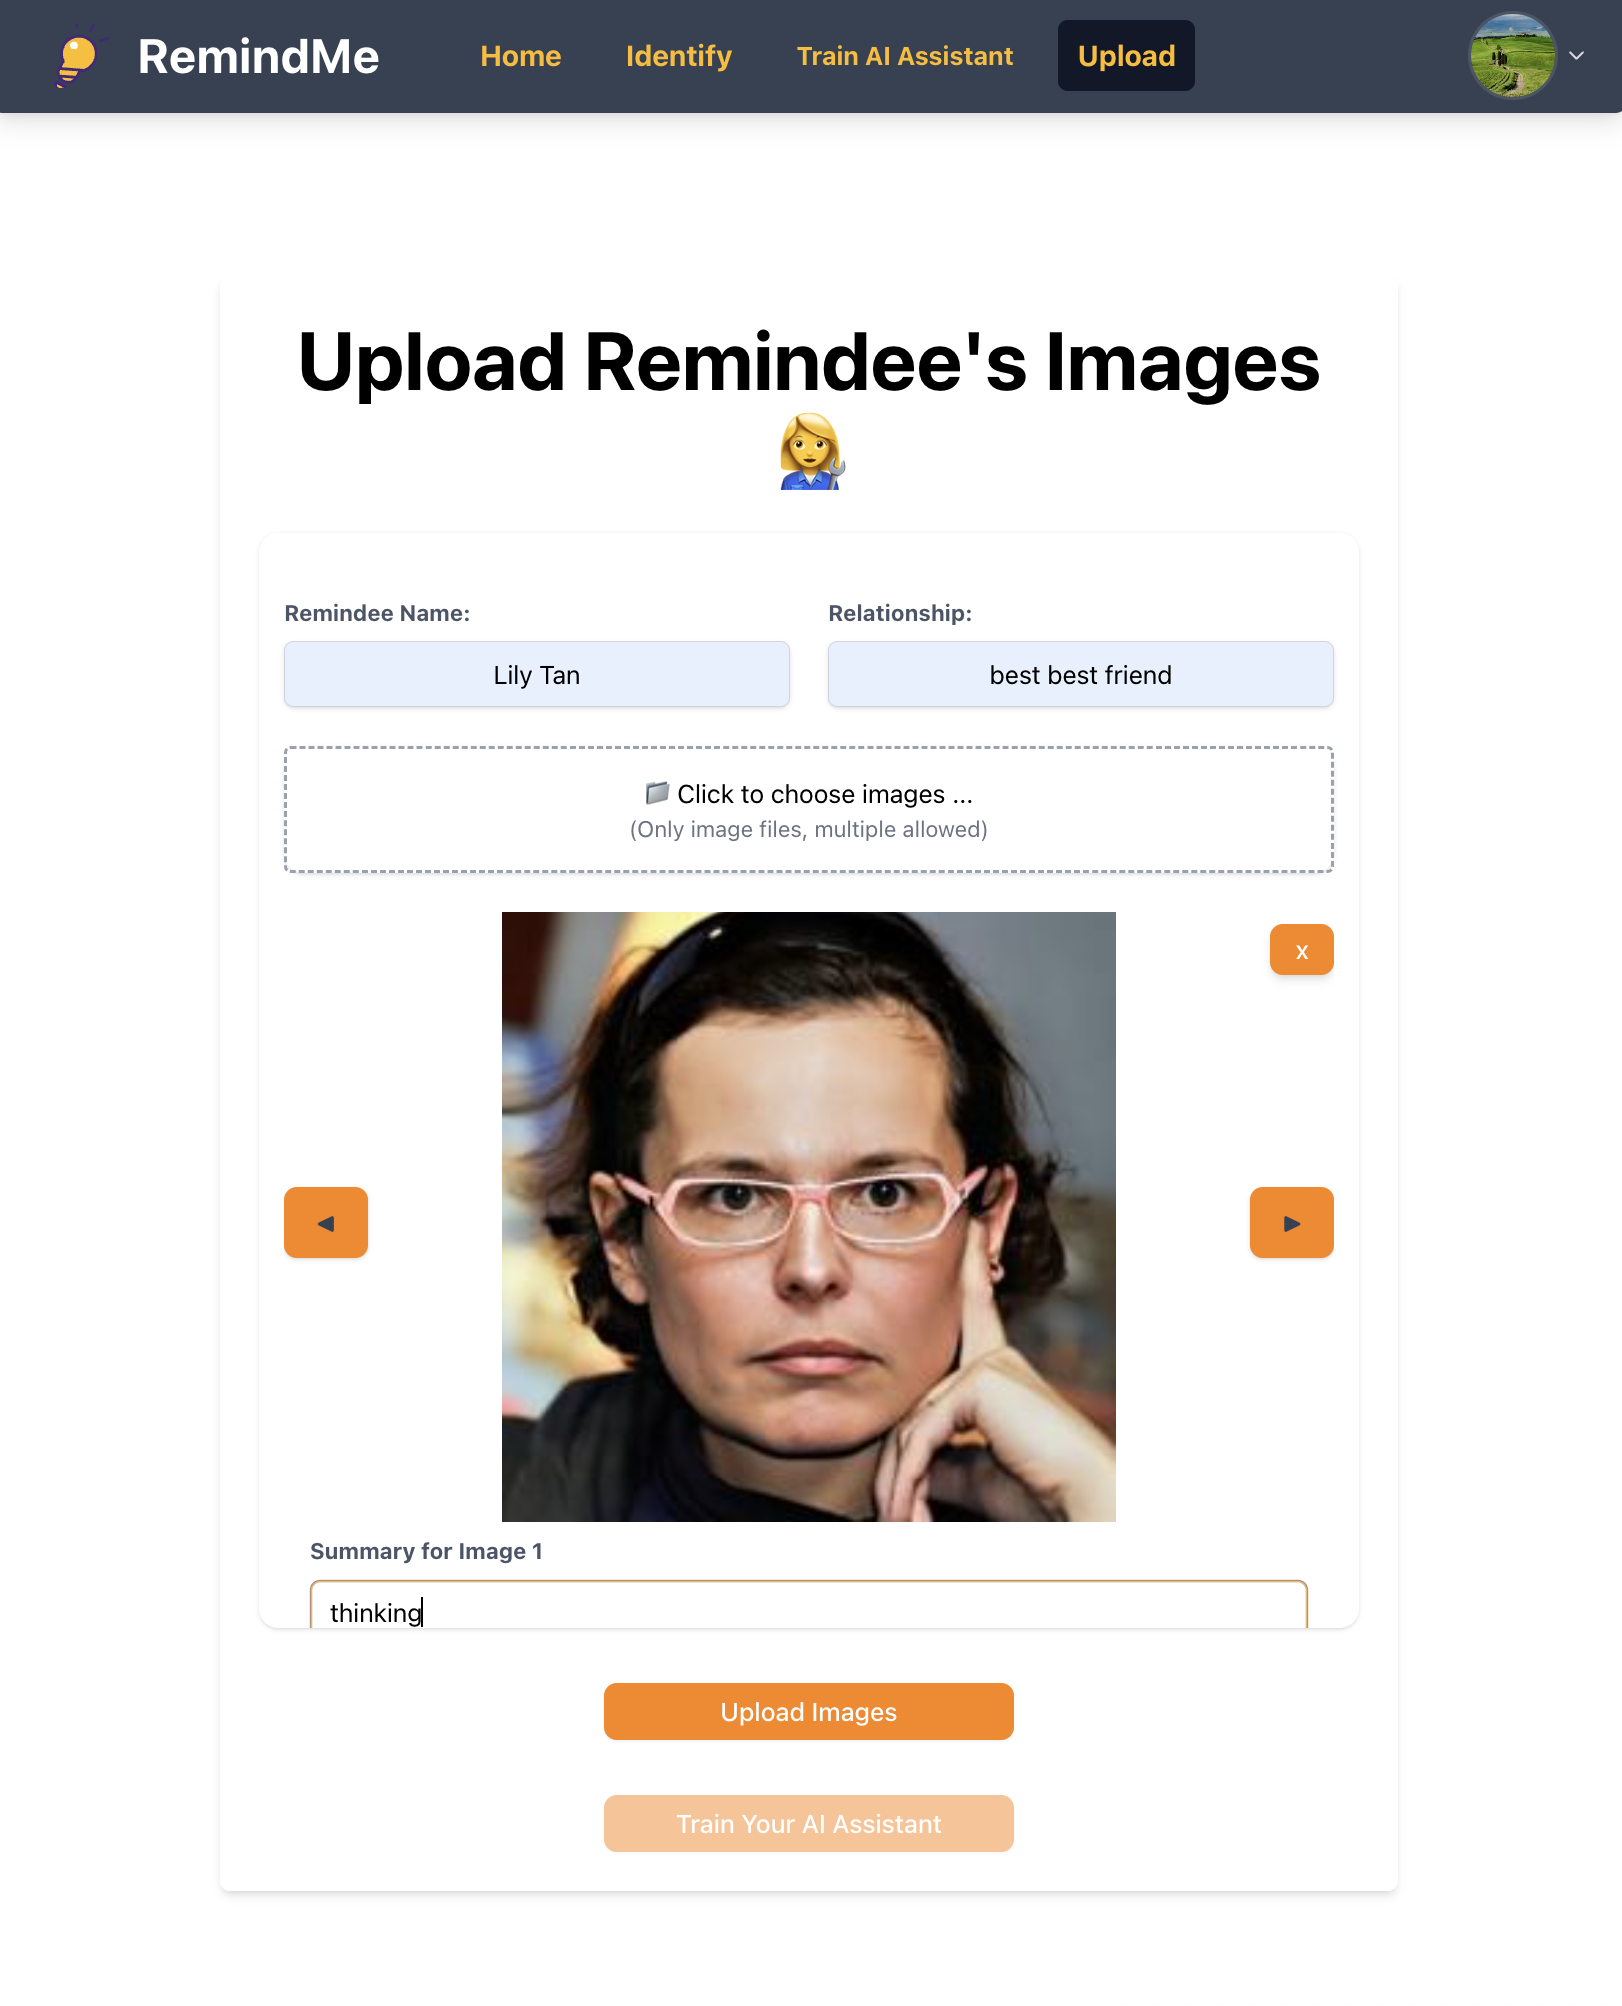 RemindMe
Home
Identify
Train AI Assistant
Upload
Upload Remindee's Images
Remindee Name:
Relationship:
Lily Tan
best best friend
Click to choose images ...
(Only image files, multiple allowed)
x
Summary for Image 1
thinking
Upload Images
Train Your AI Assistant